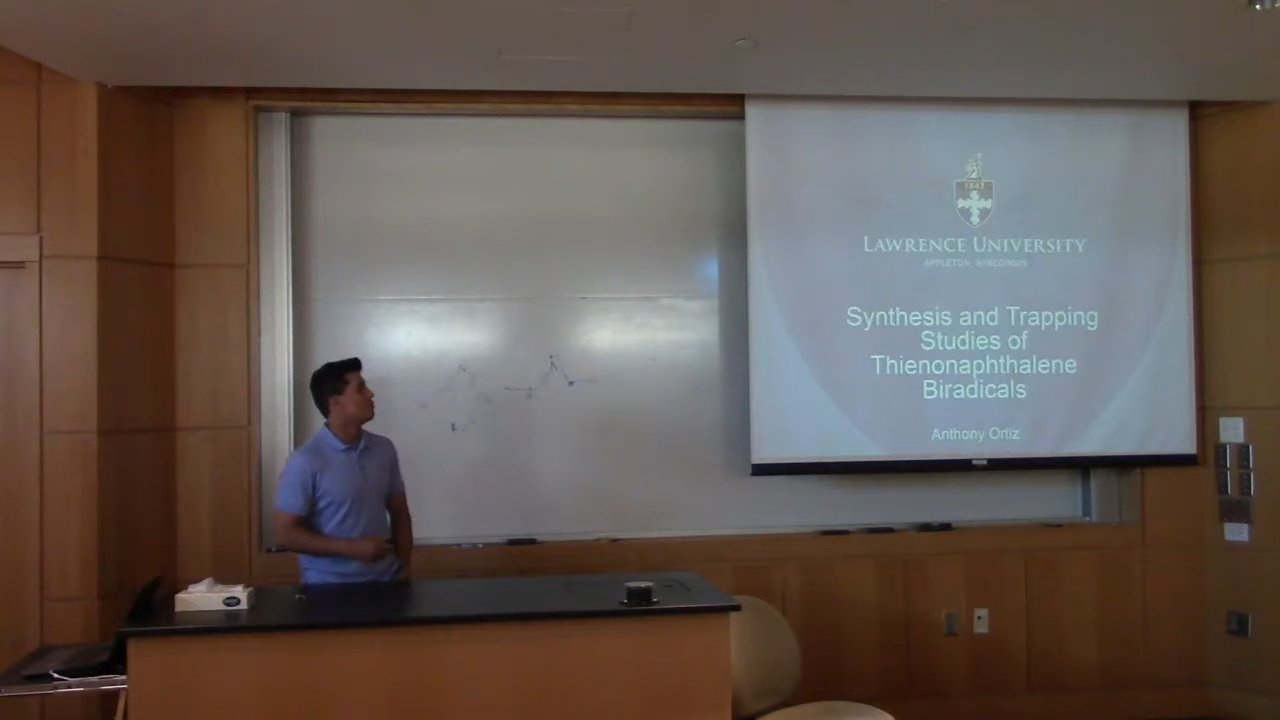 1847
LAWRENCE UNIVERSITY
APPLETON, WISCONSIN
Synthesis and Trapping
Studies of
Thienonaphthalene
Biradicals
Anthony Ortiz